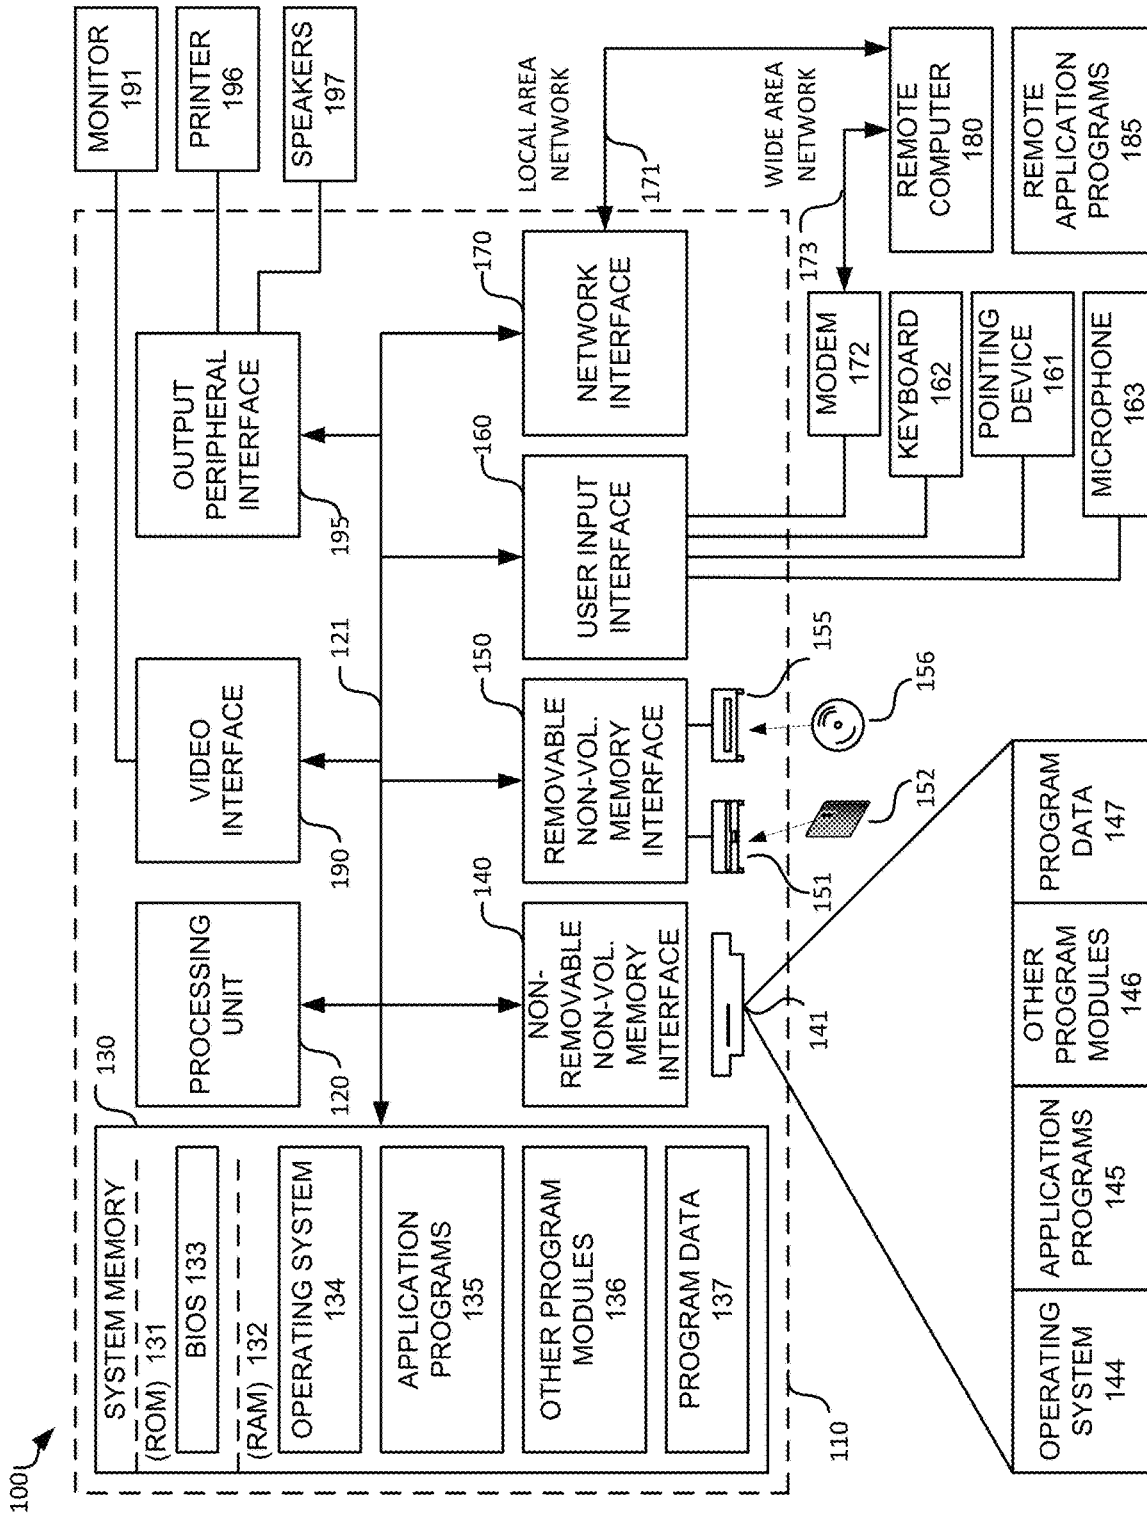 100
SYSTEM MEMORY
130
(ROM) 131
BIOS 133
(RAM) 132
OPERATING SYSTEM
134
APPLICATION
PROGRAMS
135
OTHER PROGRAM
MODULES
136
PROGRAM DATA
137
110
PROCESSING
UNIT
120
VIDEO
INTERFACE
190
121
OUTPUT
PERIPHERAL
INTERFACE
195
MONITOR
191
PRINTER
196
SPEAKERS
197
NON-
REMOVABLE
NON-VOL.
MEMORY
INTERFACE
140
REMOVABLE
NON-VOL.
MEMORY
INTERFACE
150
USER INPUT
INTERFACE
160
NETWORK
INTERFACE
170
LOCAL AREA
NETWORK
171
WIDE AREA
NETWORK
173
141
151
152
155
156
MODEM
172
KEYBOARD
162
POINTING
DEVICE
161
MICROPHONE
163
REMOTE
COMPUTER
180
REMOTE
APPLICATION
PROGRAMS
185
OPERATING
SYSTEM
144
APPLICATION
PROGRAMS
145
OTHER
PROGRAM
MODULES
146
PROGRAM
DATA
147